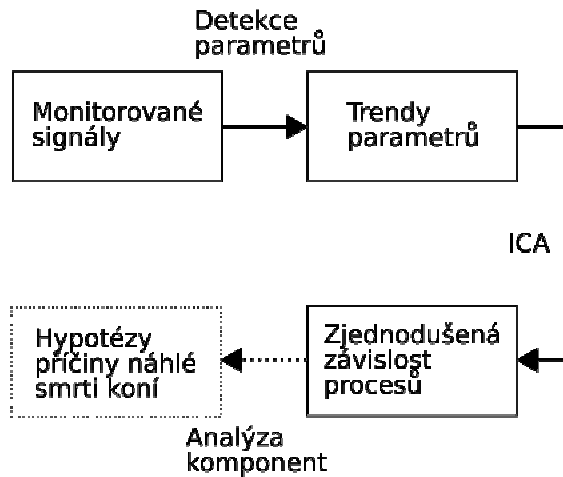 Detekce
parametrů
Monitorované
signály
Trendy
parametrů
ICA
Zjednodušená
závislost
procesů
Hypotézy
příčiny náhlé
smrti koní
Analýza
komponent